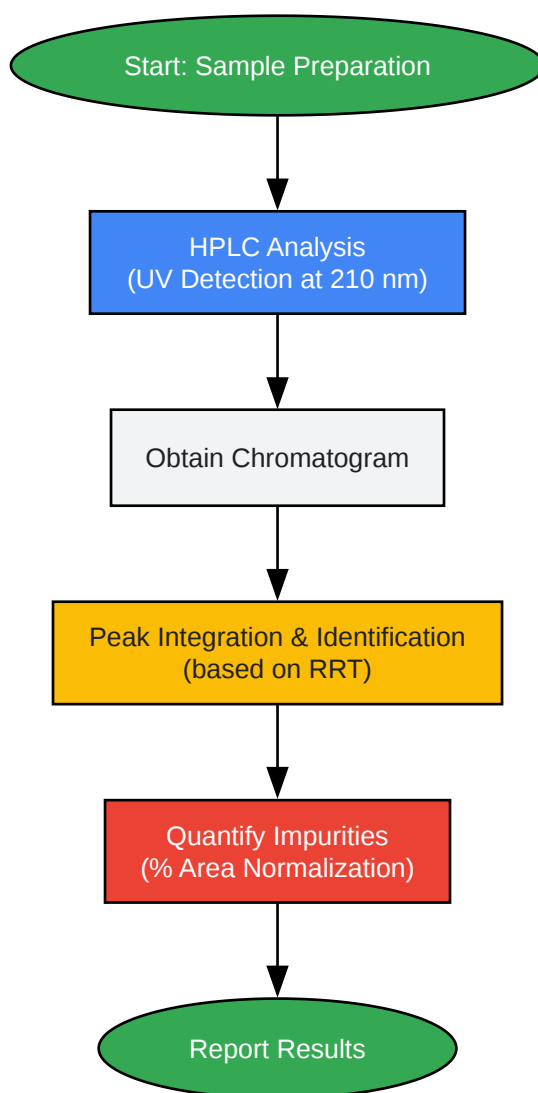 Start: Sample Preparation
HPLC Analysis
(UV Detection at 210 nm)
Obtain Chromatogram
Peak Integration & Identification
(based on RRT)
Quantify Impurities
(% Area Normalization)
Report Results